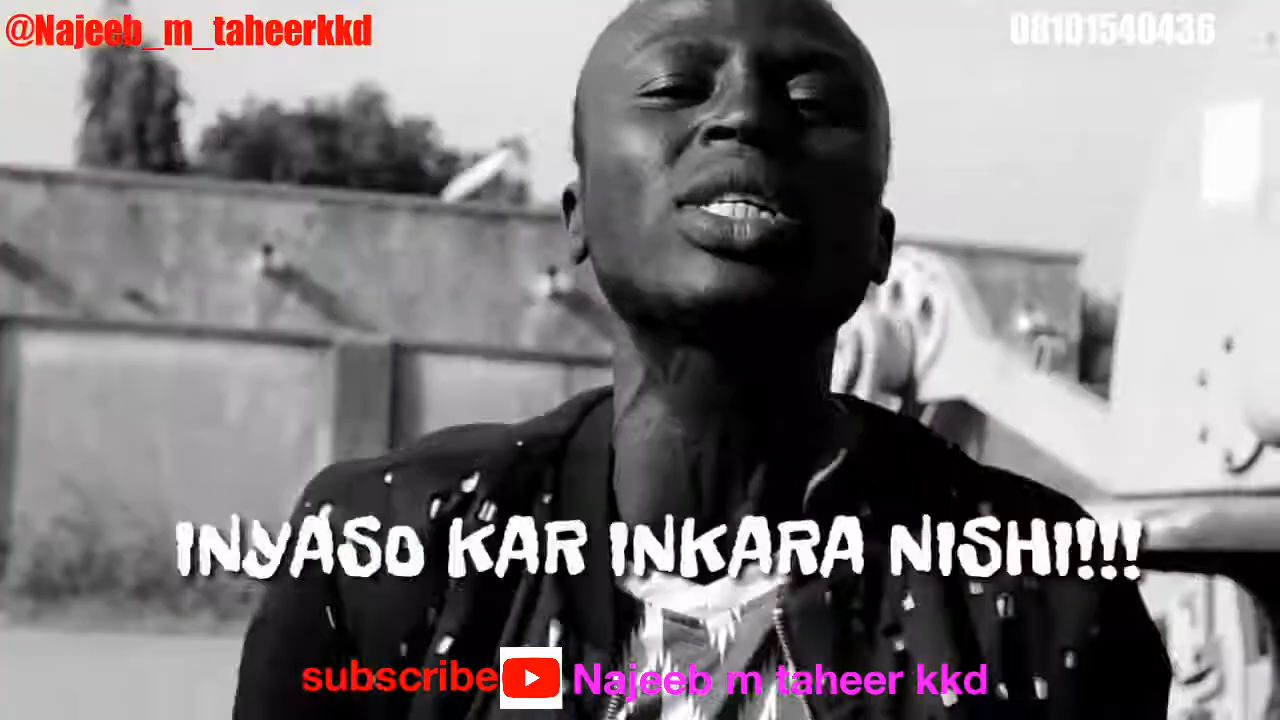 @Najeeb_m_taheerkkd
08101540436
INYASO KAR INKARA NISHI!!!
subscribe Najeeb m taheer kkd